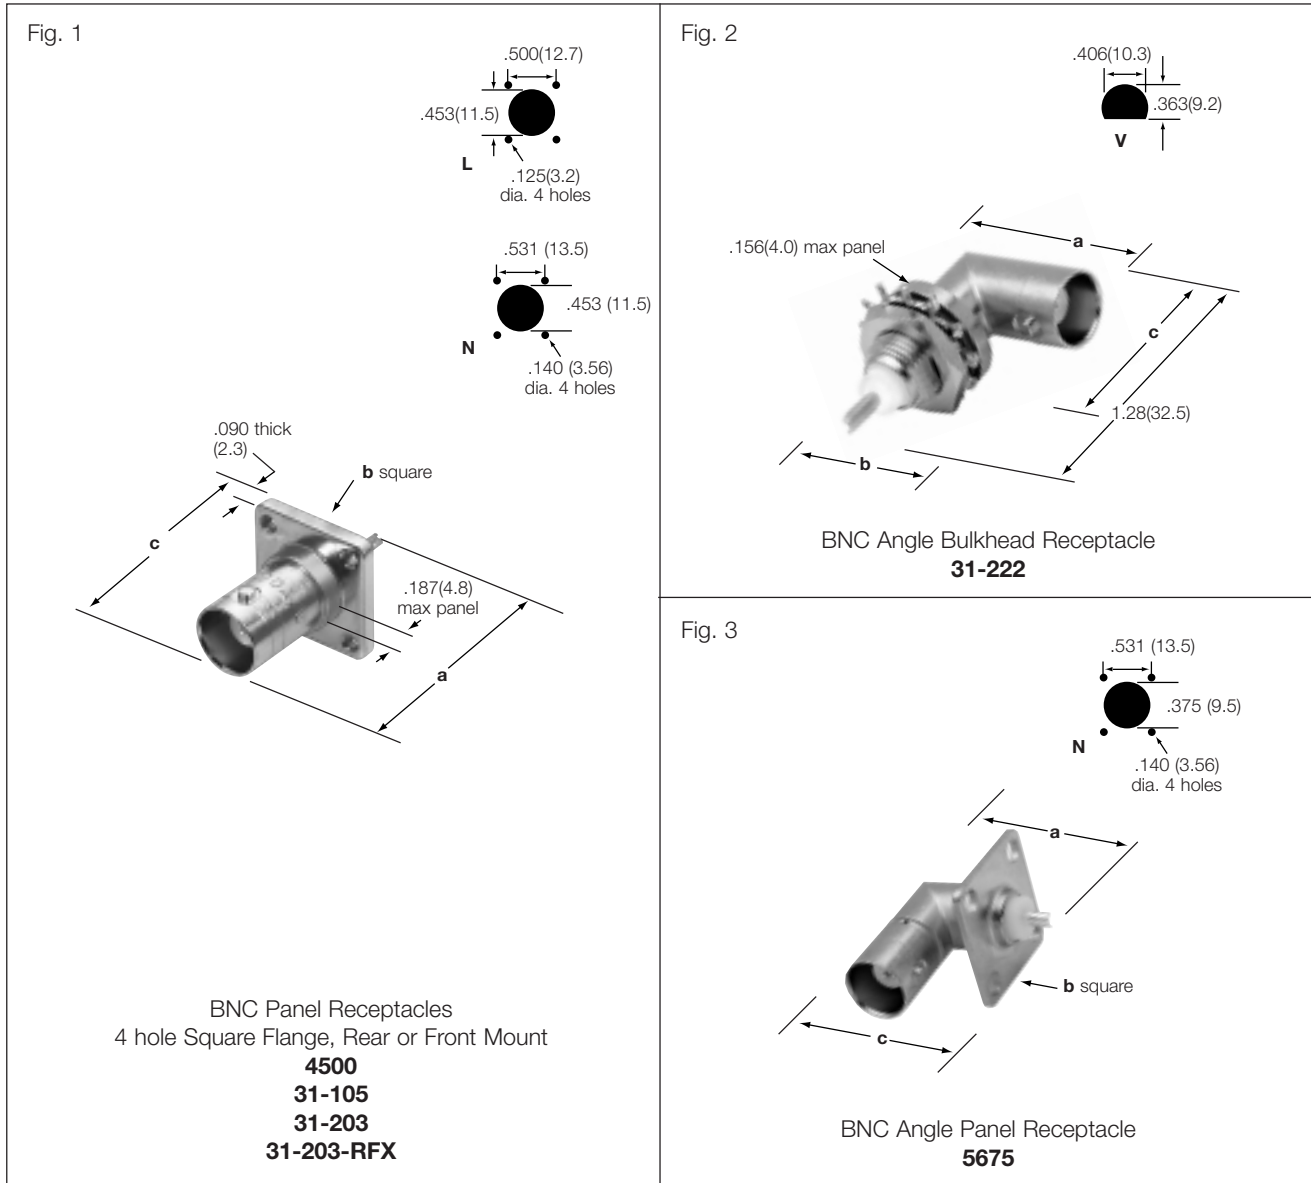 Fig. 1
.500(12.7)
.453(11.5)
L
.125(3.2)
dia. 4 holes
.531 (13.5)
.453 (11.5)
N
.140 (3.56)
dia. 4 holes
.090 thick
(2.3)
b square
c
.187(4.8)
max panel
a
BNC Panel Receptacles
4 hole Square Flange, Rear or Front Mount
4500
31-105
31-203
31-203-RFX
Fig. 2
.406(10.3)
.363(9.2)
V
a
.156(4.0) max panel
c
1.28(32.5)
b
BNC Angle Bulkhead Receptacle
31-222
Fig. 3
.531 (13.5)
.375 (9.5)
N
.140 (3.56)
dia. 4 holes
a
b square
c
BNC Angle Panel Receptacle
5675